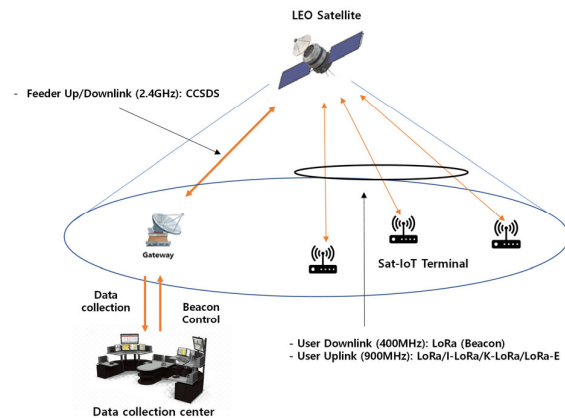 LEO Satellite
- Feeder Up/Downlink (2.4GHz): CCSDS
Gateway
Sat-IoT Terminal
Data
collection
Beacon
Control
- User Downlink (400MHz): LoRa (Beacon)
- User Uplink (900MHz): LoRa/I-LoRa/K-LoRa/LoRa-E
Data collection center